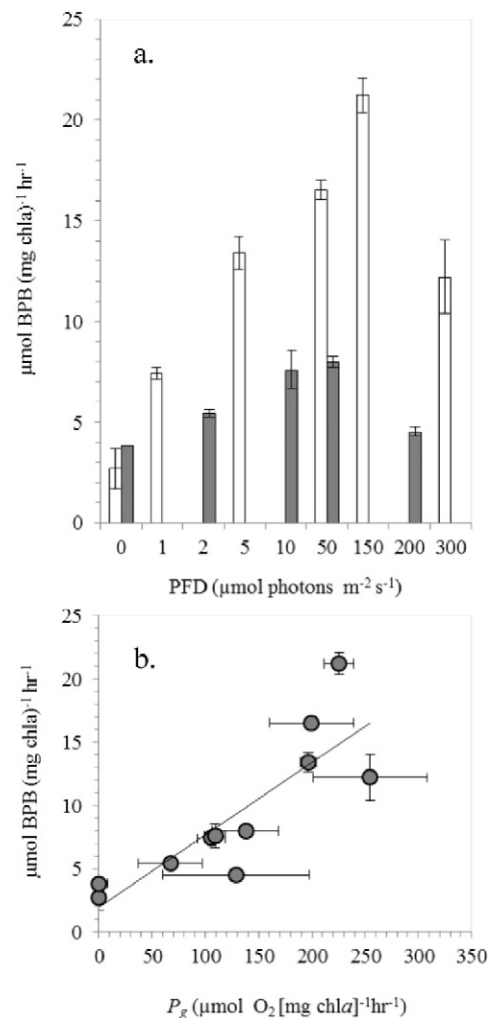 a.
25
20
15
10
5
0
µmol BPB (mg chla)⁻¹ hr⁻¹
0 1 2 5 10 50 150 200 300
PFD (µmol photons m⁻² s⁻¹)
b.
25
20
15
10
5
0
µmol BPB (mg chla)⁻¹ hr⁻¹
0 50 100 150 200 250 300 350
Pg (µmol O₂ [mg chla]⁻¹hr⁻¹)